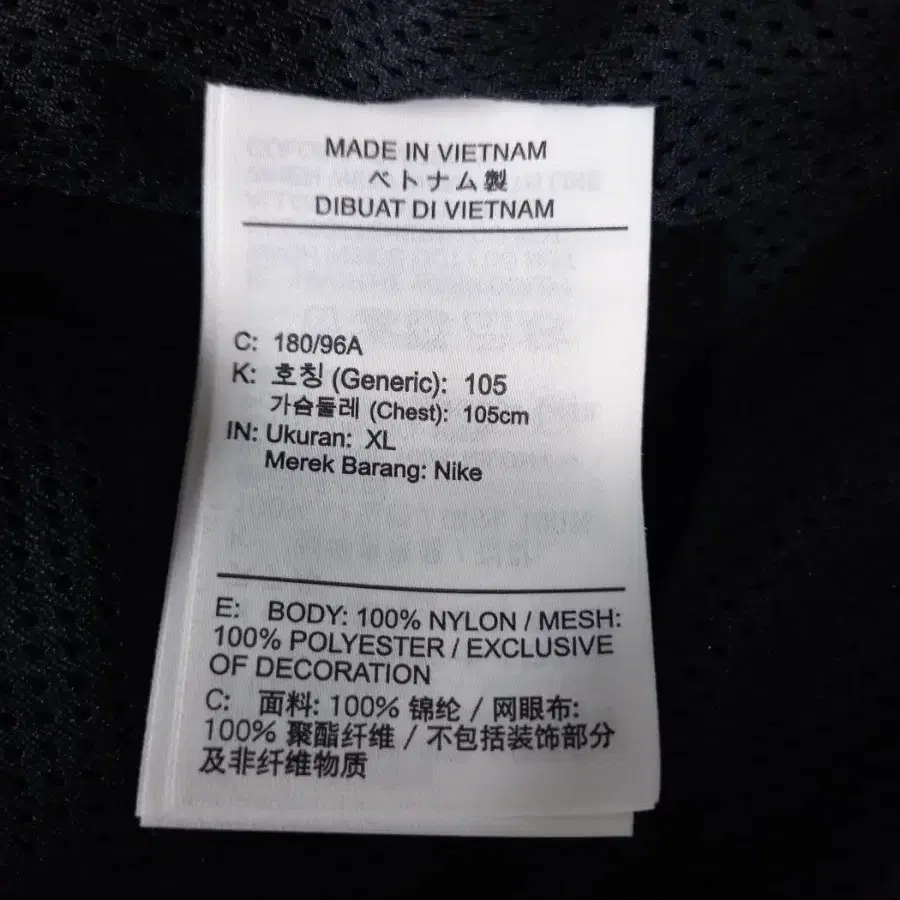 MADE IN VIETNAM
ベトナム製
DIBUAT DI VIETNAM
C: 180/96A
K: 호칭 (Generic): 105
가슴둘레 (Chest): 105cm
IN: Ukuran: XL
Merek Barang: Nike
E: BODY: 100% NYLON / MESH:
100% POLYESTER / EXCLUSIVE
OF DECORATION
C: 面料: 100% 锦纶 / 网眼布:
100% 聚酯纤维 / 不包括装饰部分
及非纤维物质